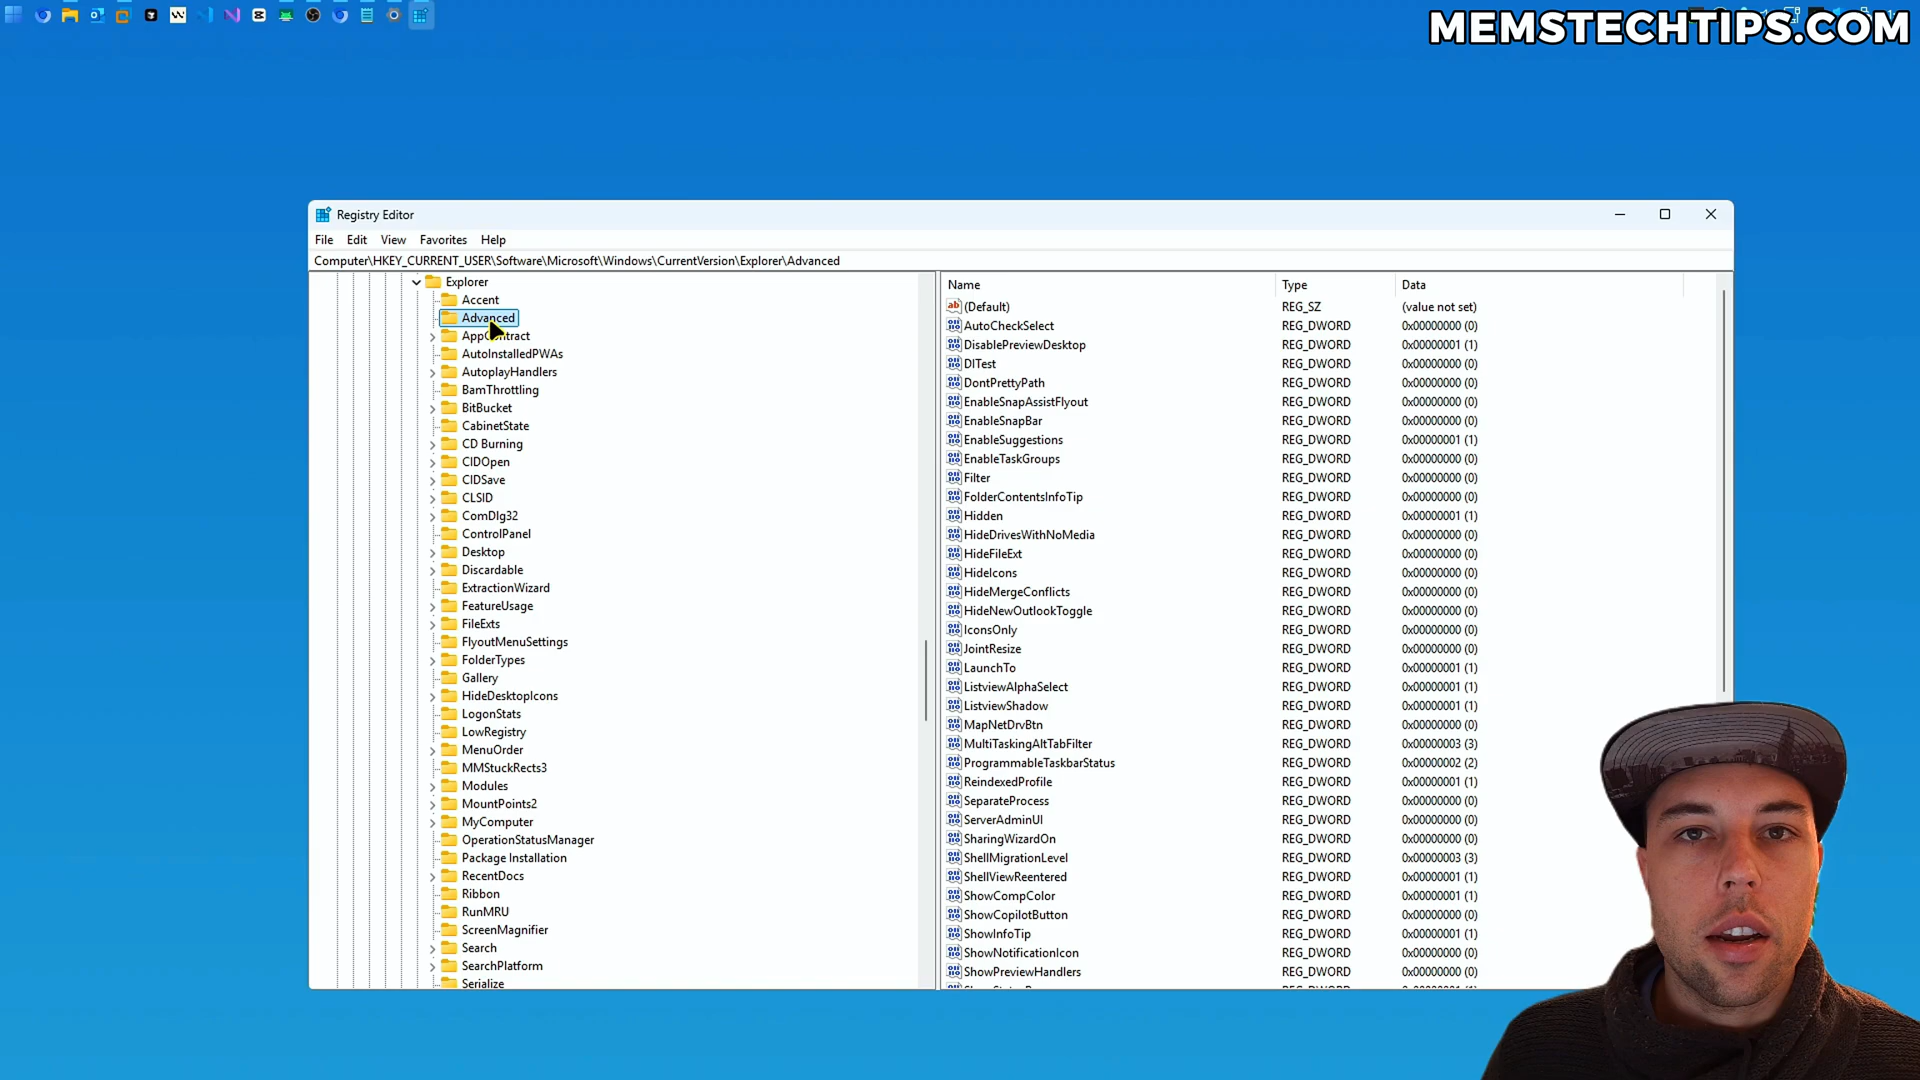 MEMSTECHTIPS.COM
Registry Editor
File Edit View Favorites Help
Computer\HKEY_CURRENT_USER\Software\Microsoft\Windows\CurrentVersion\Explorer\Advanced
Explorer
Accent
Advanced
AppContract
AutoInstalledPWAs
AutoplayHandlers
BamThrottling
BitBucket
CabinetState
CD Burning
CIDOpen
CIDSave
CLSID
ComDlg32
ControlPanel
Desktop
Discardable
ExtractionWizard
FeatureUsage
FileExts
FlyoutMenuSettings
FolderTypes
Gallery
HideDesktopIcons
LogonStats
LowRegistry
MenuOrder
MMStuckRects3
Modules
MountPoints2
MyComputer
OperationStatusManager
Package Installation
RecentDocs
Ribbon
RunMRU
ScreenMagnifier
Search
SearchPlatform
Serialize
Name Type Data
(Default) REG_SZ (value not set)
AutoCheckSelect REG_DWORD 0x00000000 (0)
DisablePreviewDesktop REG_DWORD 0x00000001 (1)
DITest REG_DWORD 0x00000000 (0)
DontPrettyPath REG_DWORD 0x00000000 (0)
EnableSnapAssistFlyout REG_DWORD 0x00000000 (0)
EnableSnapBar REG_DWORD 0x00000000 (0)
EnableSuggestions REG_DWORD 0x00000001 (1)
EnableTaskGroups REG_DWORD 0x00000000 (0)
Filter REG_DWORD 0x00000000 (0)
FolderContentsInfoTip REG_DWORD 0x00000000 (0)
Hidden REG_DWORD 0x00000001 (1)
HideDrivesWithNoMedia REG_DWORD 0x00000000 (0)
HideFileExt REG_DWORD 0x00000000 (0)
HideIcons REG_DWORD 0x00000000 (0)
HideMergeConflicts REG_DWORD 0x00000000 (0)
HideNewOutlookToggle REG_DWORD 0x00000000 (0)
IconsOnly REG_DWORD 0x00000000 (0)
JointResize REG_DWORD 0x00000000 (0)
LaunchTo REG_DWORD 0x00000001 (1)
ListviewAlphaSelect REG_DWORD 0x00000001 (1)
ListviewShadow REG_DWORD 0x00000001 (1)
MapNetDrvBtn REG_DWORD 0x00000000 (0)
MultiTaskingAltTabFilter REG_DWORD 0x00000003 (3)
ProgrammableTaskbarStatus REG_DWORD 0x00000002 (2)
ReindexedProfile REG_DWORD 0x00000001 (1)
SeparateProcess REG_DWORD 0x00000000 (0)
ServerAdminUI REG_DWORD 0x00000000 (0)
SharingWizardOn REG_DWORD 0x00000000 (0)
ShellMigrationLevel REG_DWORD 0x00000003 (3)
ShellViewReentered REG_DWORD 0x00000001 (1)
ShowCompColor REG_DWORD 0x00000001 (1)
ShowCopilotButton REG_DWORD 0x00000000 (0)
ShowInfoTip REG_DWORD 0x00000001 (1)
ShowNotificationIcon REG_DWORD 0x00000000 (0)
ShowPreviewHandlers REG_DWORD 0x00000000 (0)